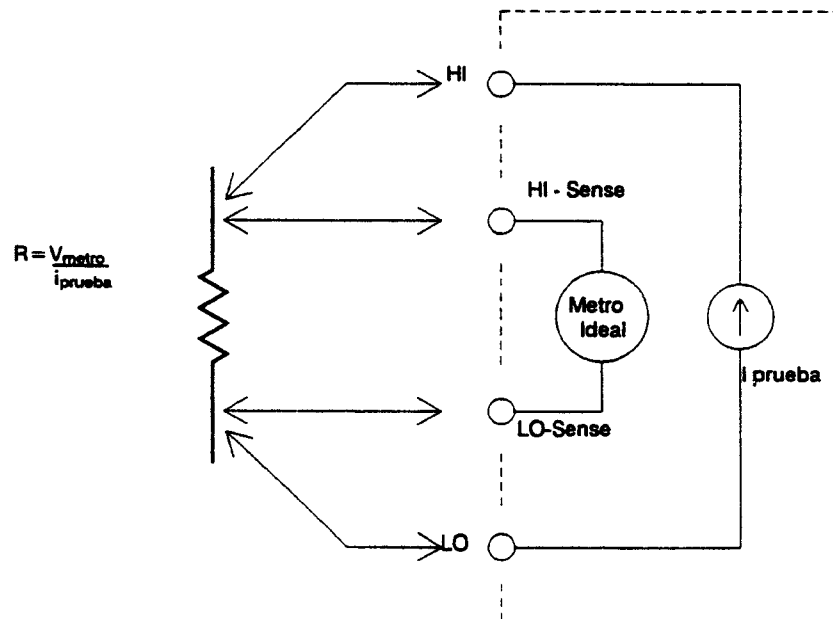 HI
HI - Sense
R = Vmetro
iprueba
Metro
Ideal
I prueba
LO-Sense
LO